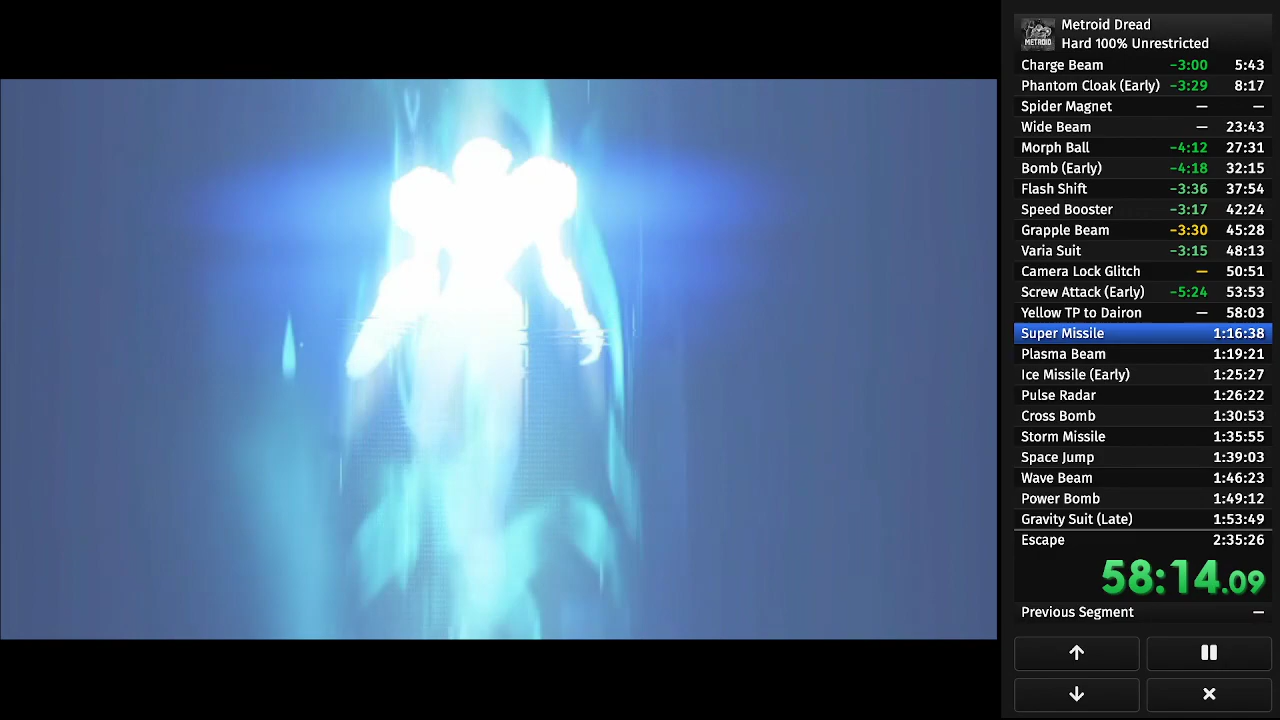 Metroid Dread
Hard 100% Unrestricted
Charge Beam -3:00 5:43
Phantom Cloak (Early) -3:29 8:17
Spider Magnet — —
Wide Beam — 23:43
Morph Ball -4:12 27:31
Bomb (Early) -4:18 32:15
Flash Shift -3:36 37:54
Speed Booster -3:17 42:24
Grapple Beam -3:30 45:28
Varia Suit -3:15 48:13
Camera Lock Glitch — 50:51
Screw Attack (Early) -5:24 53:53
Yellow TP to Dairon — 58:03
Super Missile 1:16:38
Plasma Beam 1:19:21
Ice Missile (Early) 1:25:27
Pulse Radar 1:26:22
Cross Bomb 1:30:53
Storm Missile 1:35:55
Space Jump 1:39:03
Wave Beam 1:46:23
Power Bomb 1:49:12
Gravity Suit (Late) 1:53:49
Escape 2:35:26
58:14.09
Previous Segment —